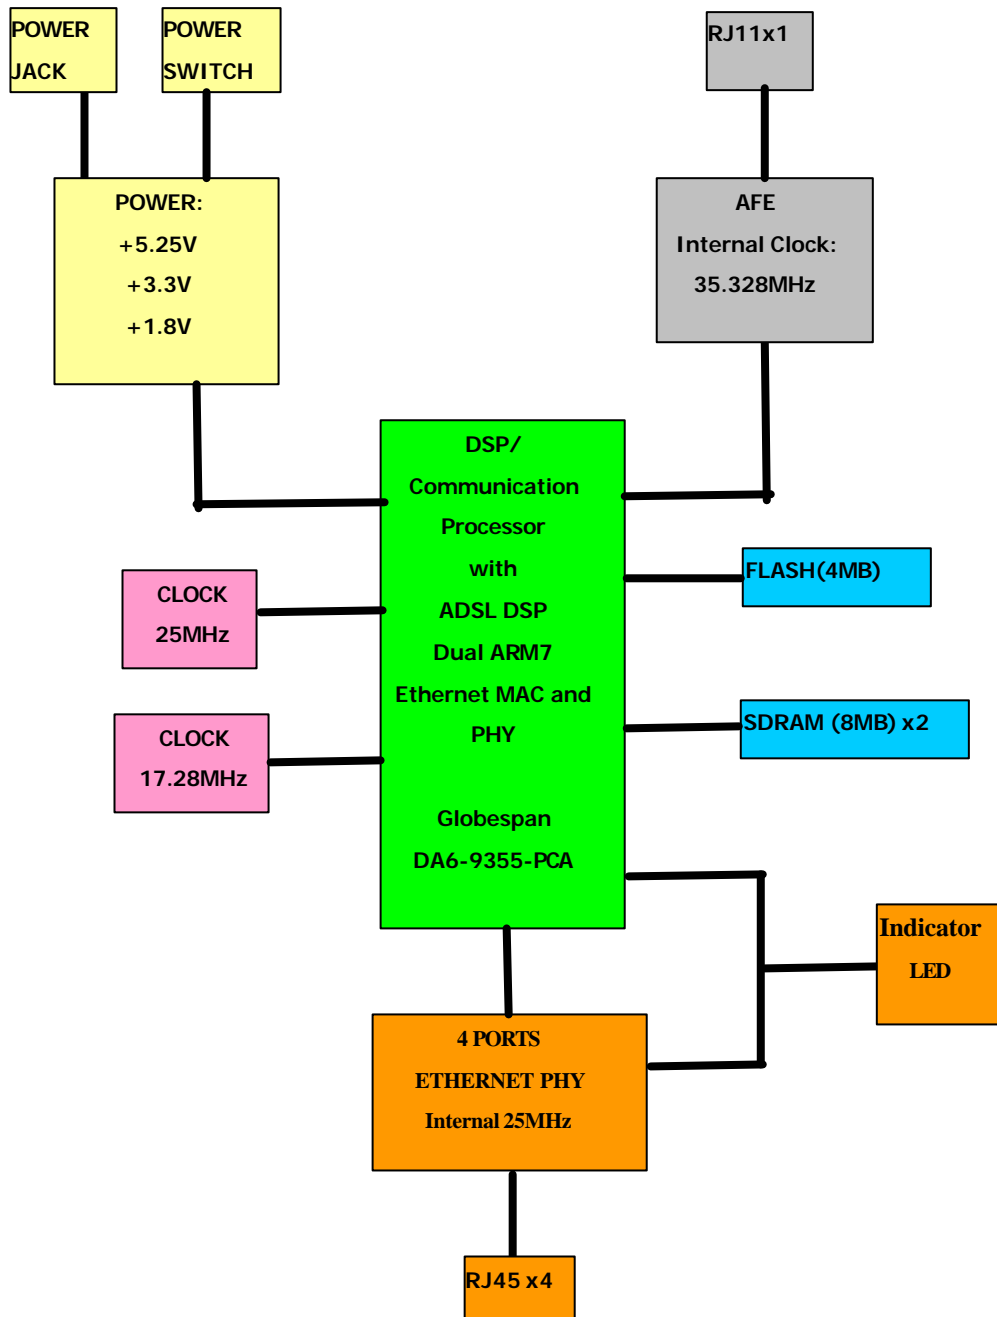 POWER
JACK
POWER
SWITCH
RJ11x1
POWER:
+5.25V
+3.3V
+1.8V
AFE
Internal Clock:
35.328MHz
DSP/
Communication
Processor
with
ADSL DSP
Dual ARM7
Ethernet MAC and
PHY
Globespan
DA6-9355-PCA
CLOCK
25MHz
FLASH(4MB)
CLOCK
17.28MHz
SDRAM (8MB) x2
Indicator
LED
4 PORTS
ETHERNET PHY
Internal 25MHz
RJ45 x4